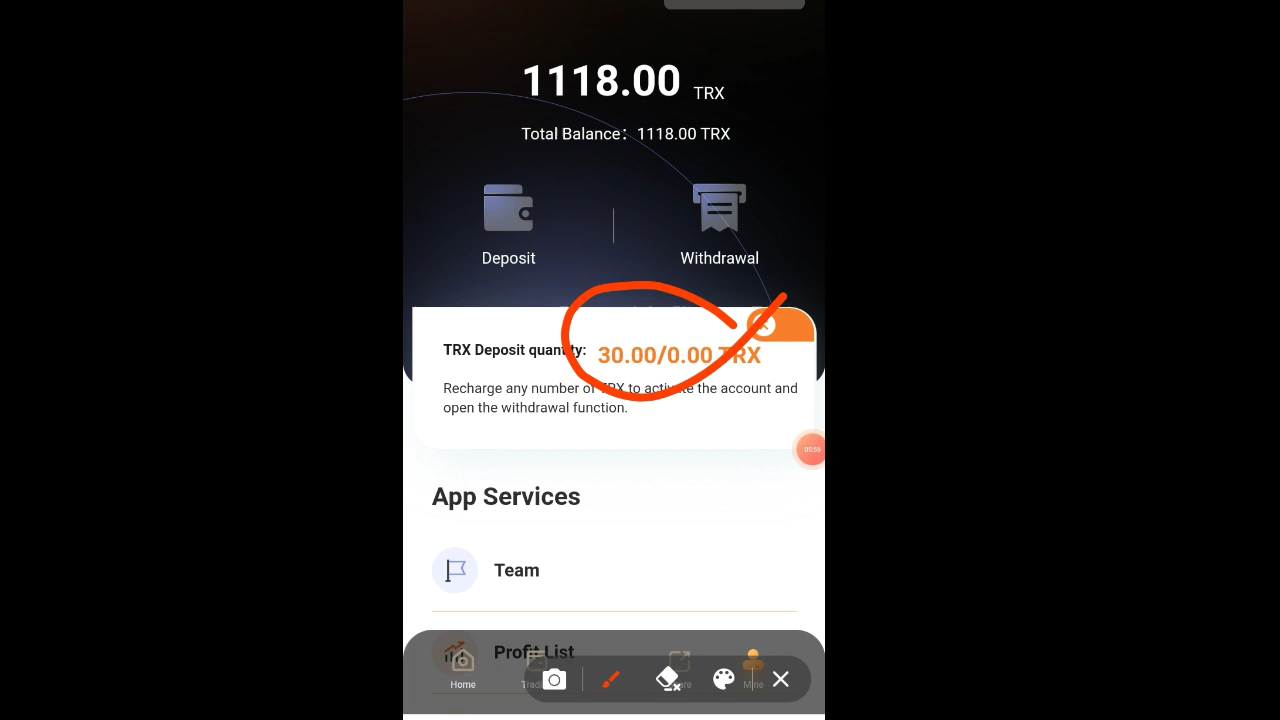 1118.00 TRX
Total Balance: 1118.00 TRX
Deposit
Withdrawal
TRX Deposit quantity: 30.00/0.00 TRX
Recharge any number of TRX to activate the account and
open the withdrawal function.
05:56
App Services
Team
Profit List
Home
Mine